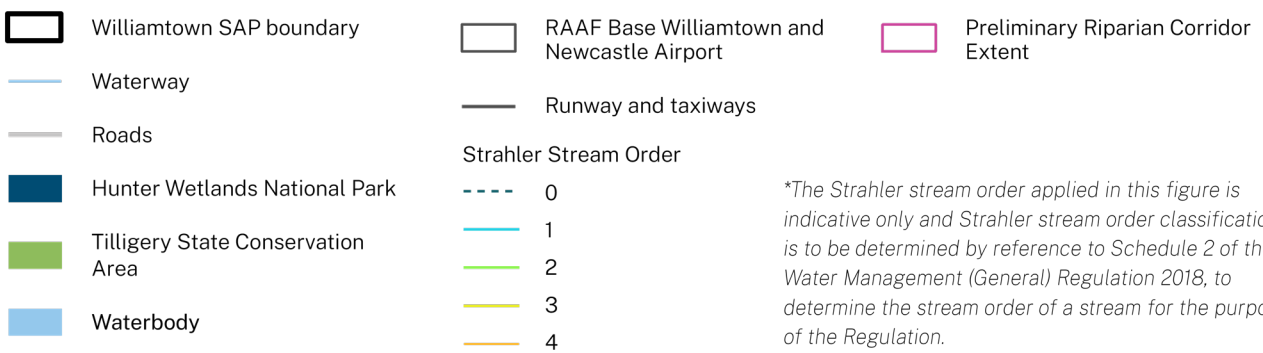 Williamtown SAP boundary
Waterway
Roads
Hunter Wetlands National Park
Tilligery State Conservation
Area
Waterbody
RAAF Base Williamtown and
Newcastle Airport
Runway and taxiways
Strahler Stream Order
0
1
2
3
4
Preliminary Riparian Corridor
Extent
*The Strahler stream order applied in this figure is
indicative only and Strahler stream order
is to be determined by reference to Schedule 2 of
Water Management (General) Regulation 2018, to
determine the stream order of a stream for the
of the Regulation.